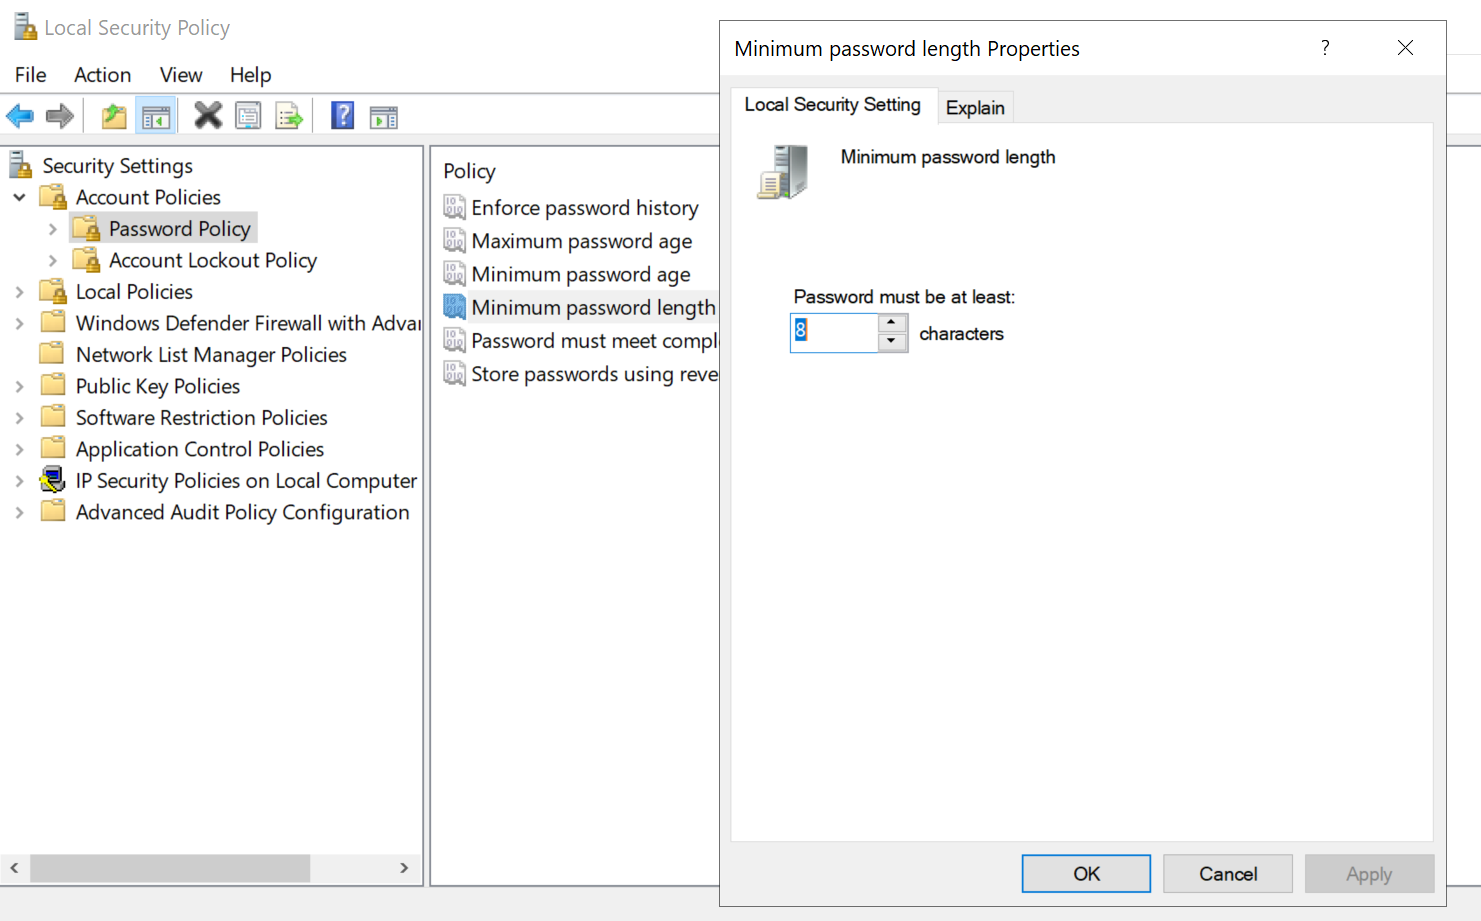 Local Security Policy
File Action View Help
Security Settings
Account Policies
Password Policy
Account Lockout Policy
Local Policies
Windows Defender Firewall with Adva
Network List Manager Policies
Public Key Policies
Software Restriction Policies
Application Control Policies
IP Security Policies on Local Computer
Advanced Audit Policy Configuration
Policy
Enforce password history
Maximum password age
Minimum password age
Minimum password length
Password must meet compl
Store passwords using reve
Minimum password length Properties
?
Local Security Setting Explain
Minimum password length
Password must be at least:
8 characters
OK Cancel Apply